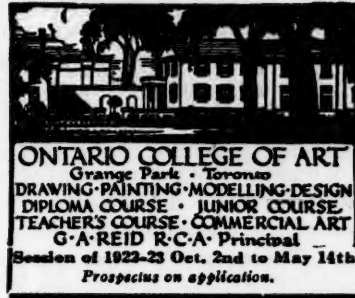 ONTARIO COLLEGE OF ART
Grange Park · Toronto
DRAWING·PAINTING·MODELLING·DESIGN
DIPLOMA COURSE · JUNIOR COURSE,
TEACHER'S COURSE·COMMERCIAL ART
G·A·REID R·C·A· Principal
Session of 1922-23 Oct. 2nd to May 14th
Prospectus on application.